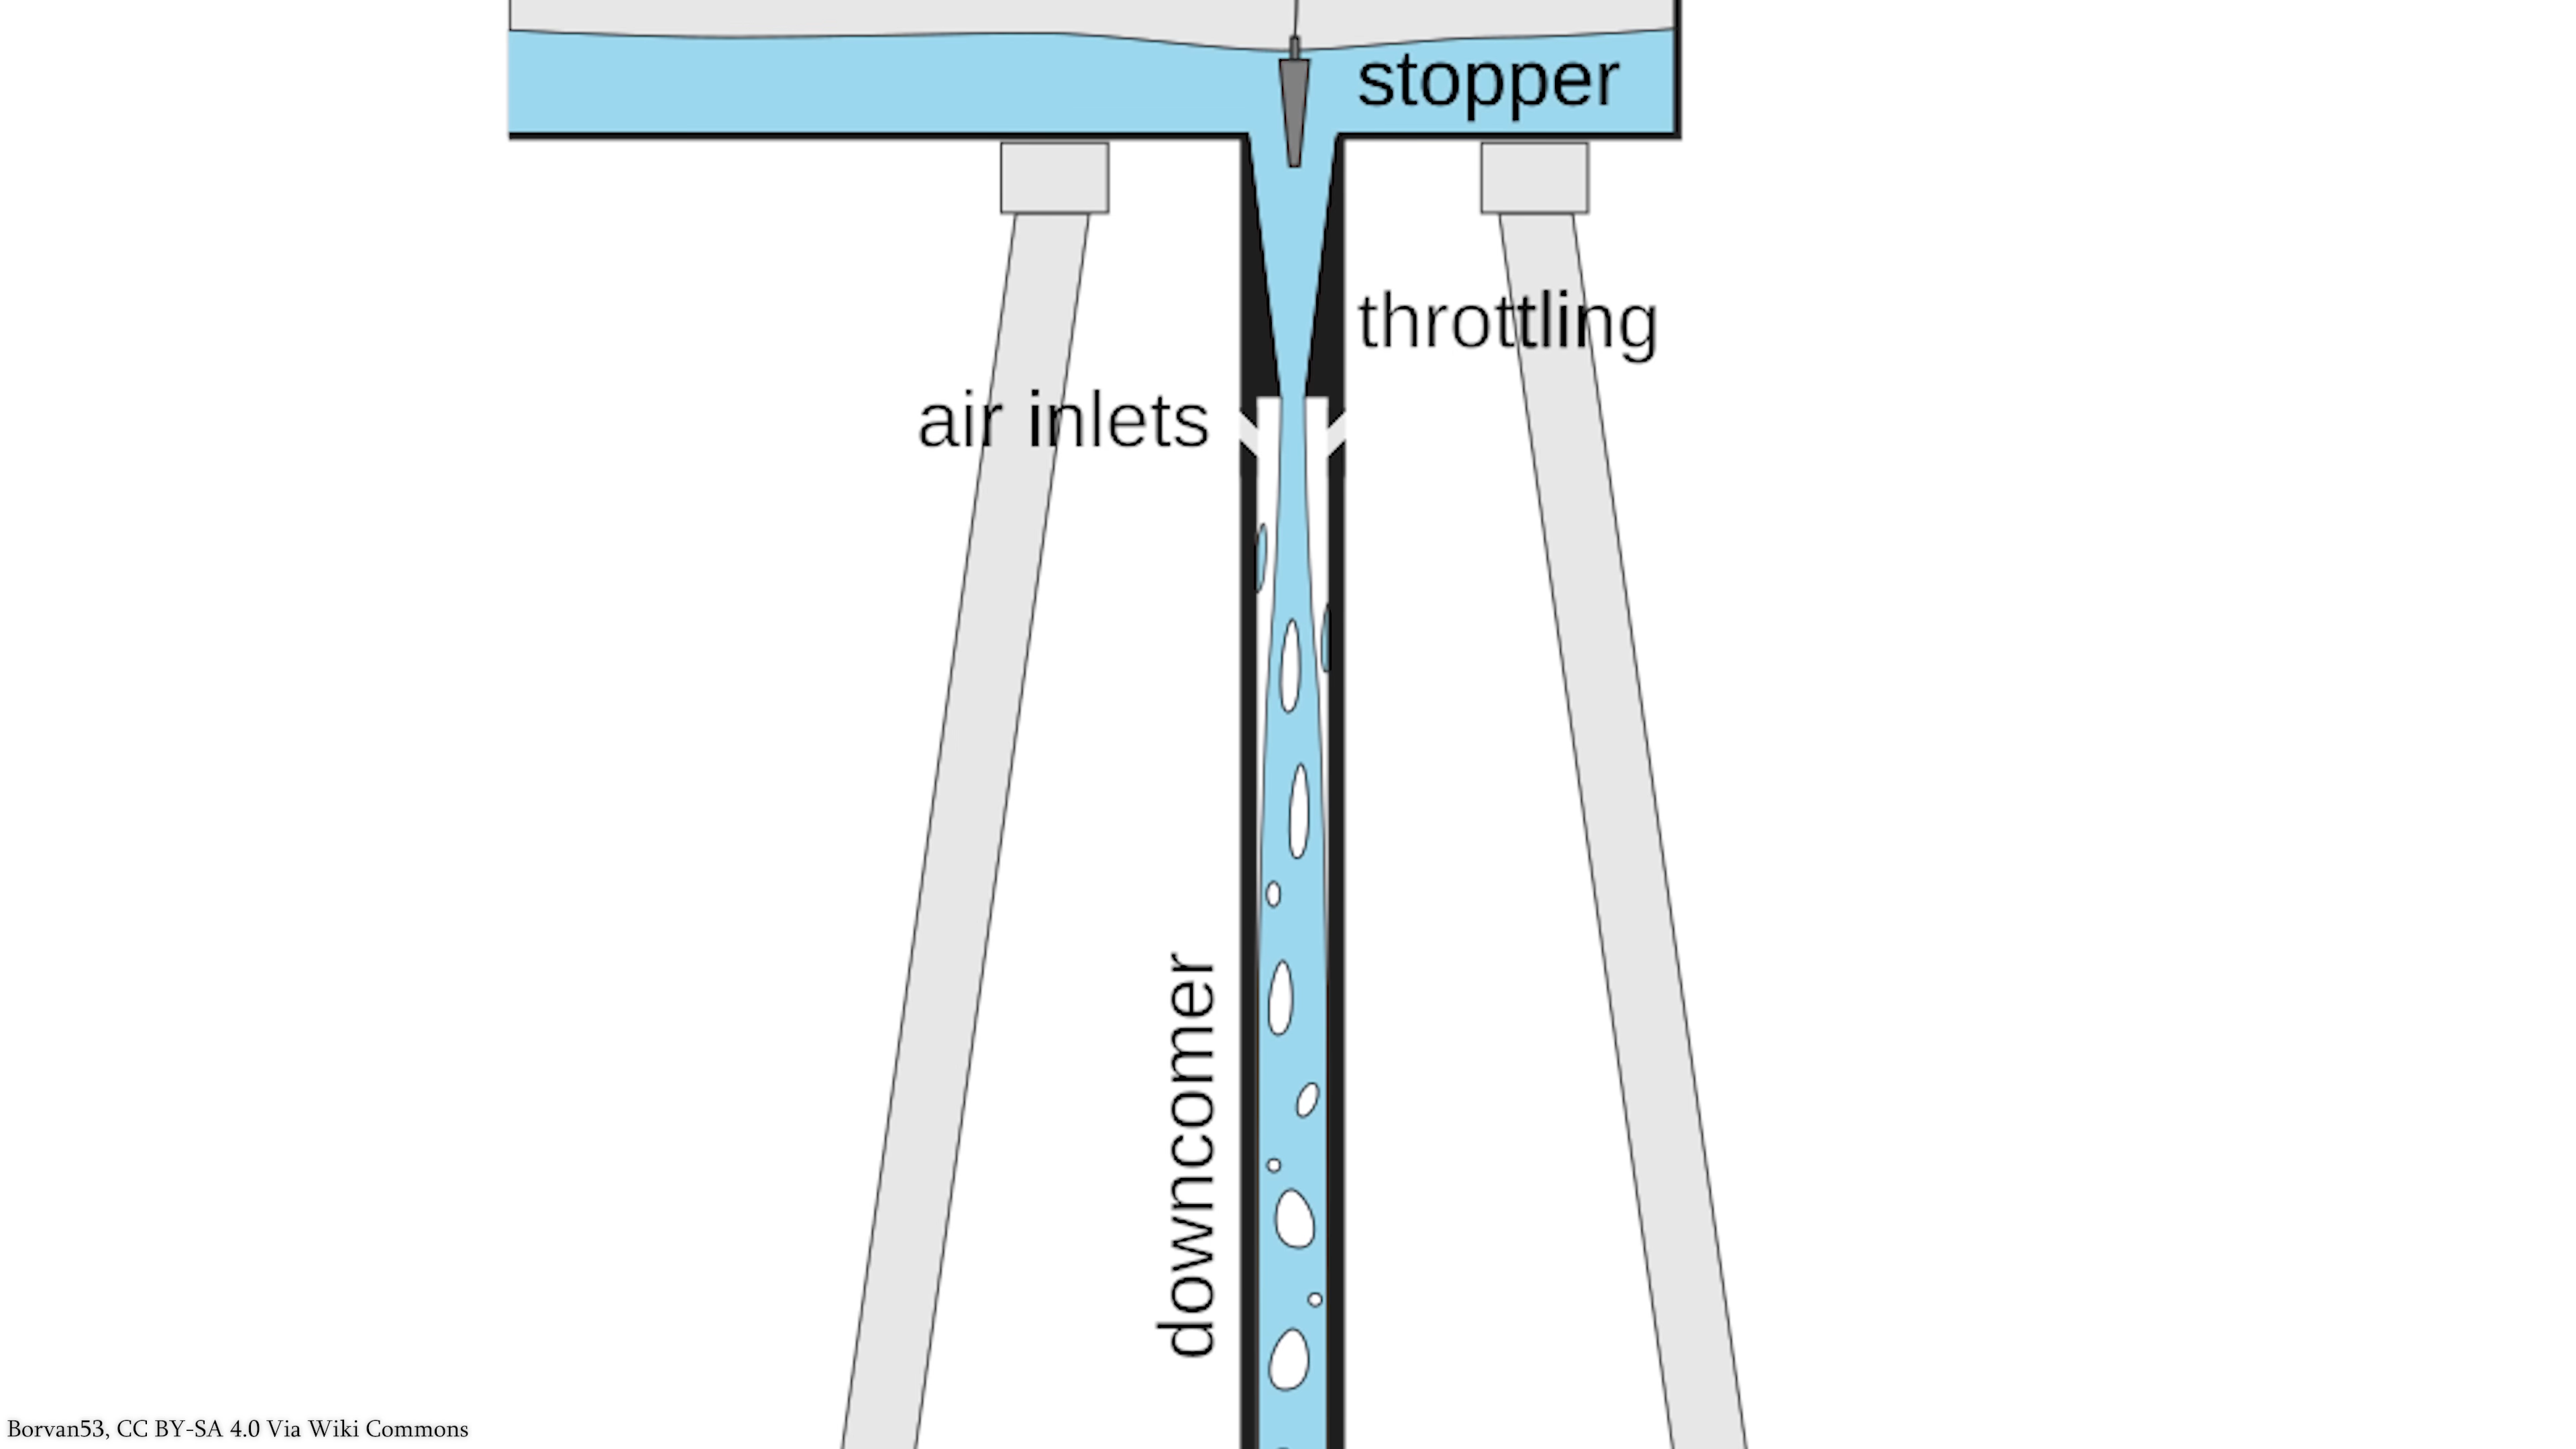 stopper
throttling
air inlets
downcomer
Borvan53, CC BY-SA 4.0 Via Wiki Commons